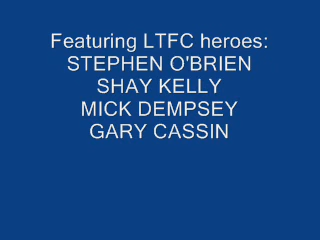 Featuring LTFC heroes:
STEPHEN O'BRIEN
SHAY KELLY
MICK DEMPSEY
GARY CASSIN